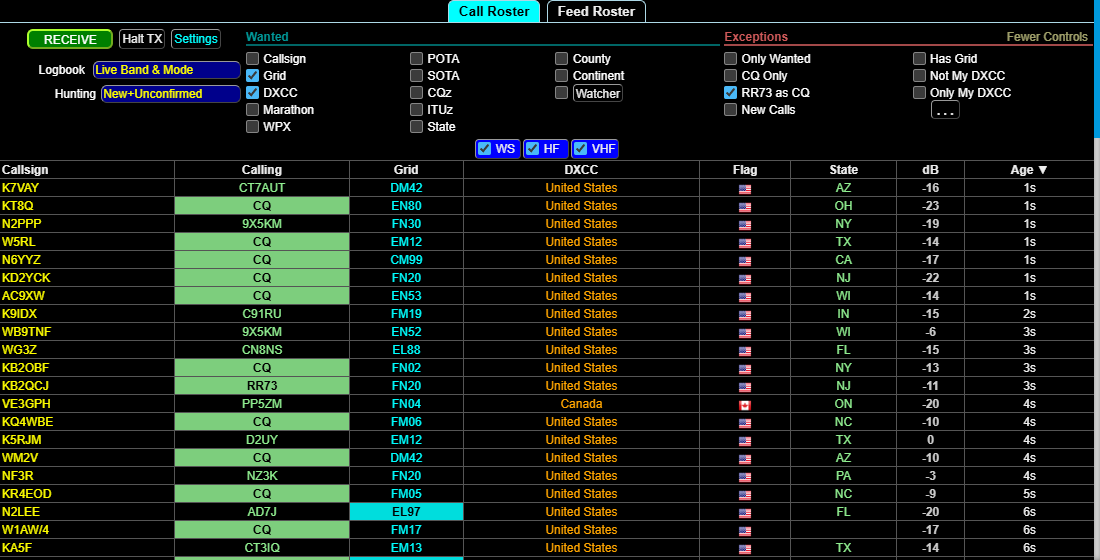 Call Roster Feed Roster
RECEIVE Halt TX Settings Wanted Exceptions Fewer Controls
Callsign POTA County Only Wanted Has Grid
Logbook Live Band & Mode Grid SOTA Continent CQ Only Not My DXCC
Hunting New+Unconfirmed DXCC CQz Watcher RR73 as CQ Only My DXCC
Marathon ITUz New Calls ...
WPX State
WS HF VHF
Callsign Calling Grid DXCC Flag State dB Age ▼
K7VAY CT7AUT DM42 United States AZ -16 1s
KT8Q CQ EN80 United States OH -23 1s
N2PPP 9X5KM FN30 United States NY -19 1s
W5RL CQ EM12 United States TX -14 1s
N6YYZ CQ CM99 United States CA -17 1s
KD2YCK CQ FN20 United States NJ -22 1s
AC9XW CQ EN53 United States WI -14 1s
K9IDX C91RU FM19 United States IN -15 2s
WB9TNF 9X5KM EN52 United States WI -6 3s
WG3Z CN8NS EL88 United States FL -15 3s
KB2OBF CQ FN02 United States NY -13 3s
KB2QCJ RR73 FN20 United States NJ -11 3s
VE3GPH PP5ZM FN04 Canada ON -20 4s
KQ4WBE CQ FM06 United States NC -10 4s
K5RJM D2UY EM12 United States TX 0 4s
WM2V CQ DM42 United States AZ -10 4s
NF3R NZ3K FN20 United States PA -3 4s
KR4EOD CQ FM05 United States NC -9 5s
N2LEE AD7J EL97 United States FL -20 6s
W1AW/4 CQ FM17 United States -17 6s
KA5F CT3IQ EM13 United States TX -14 6s